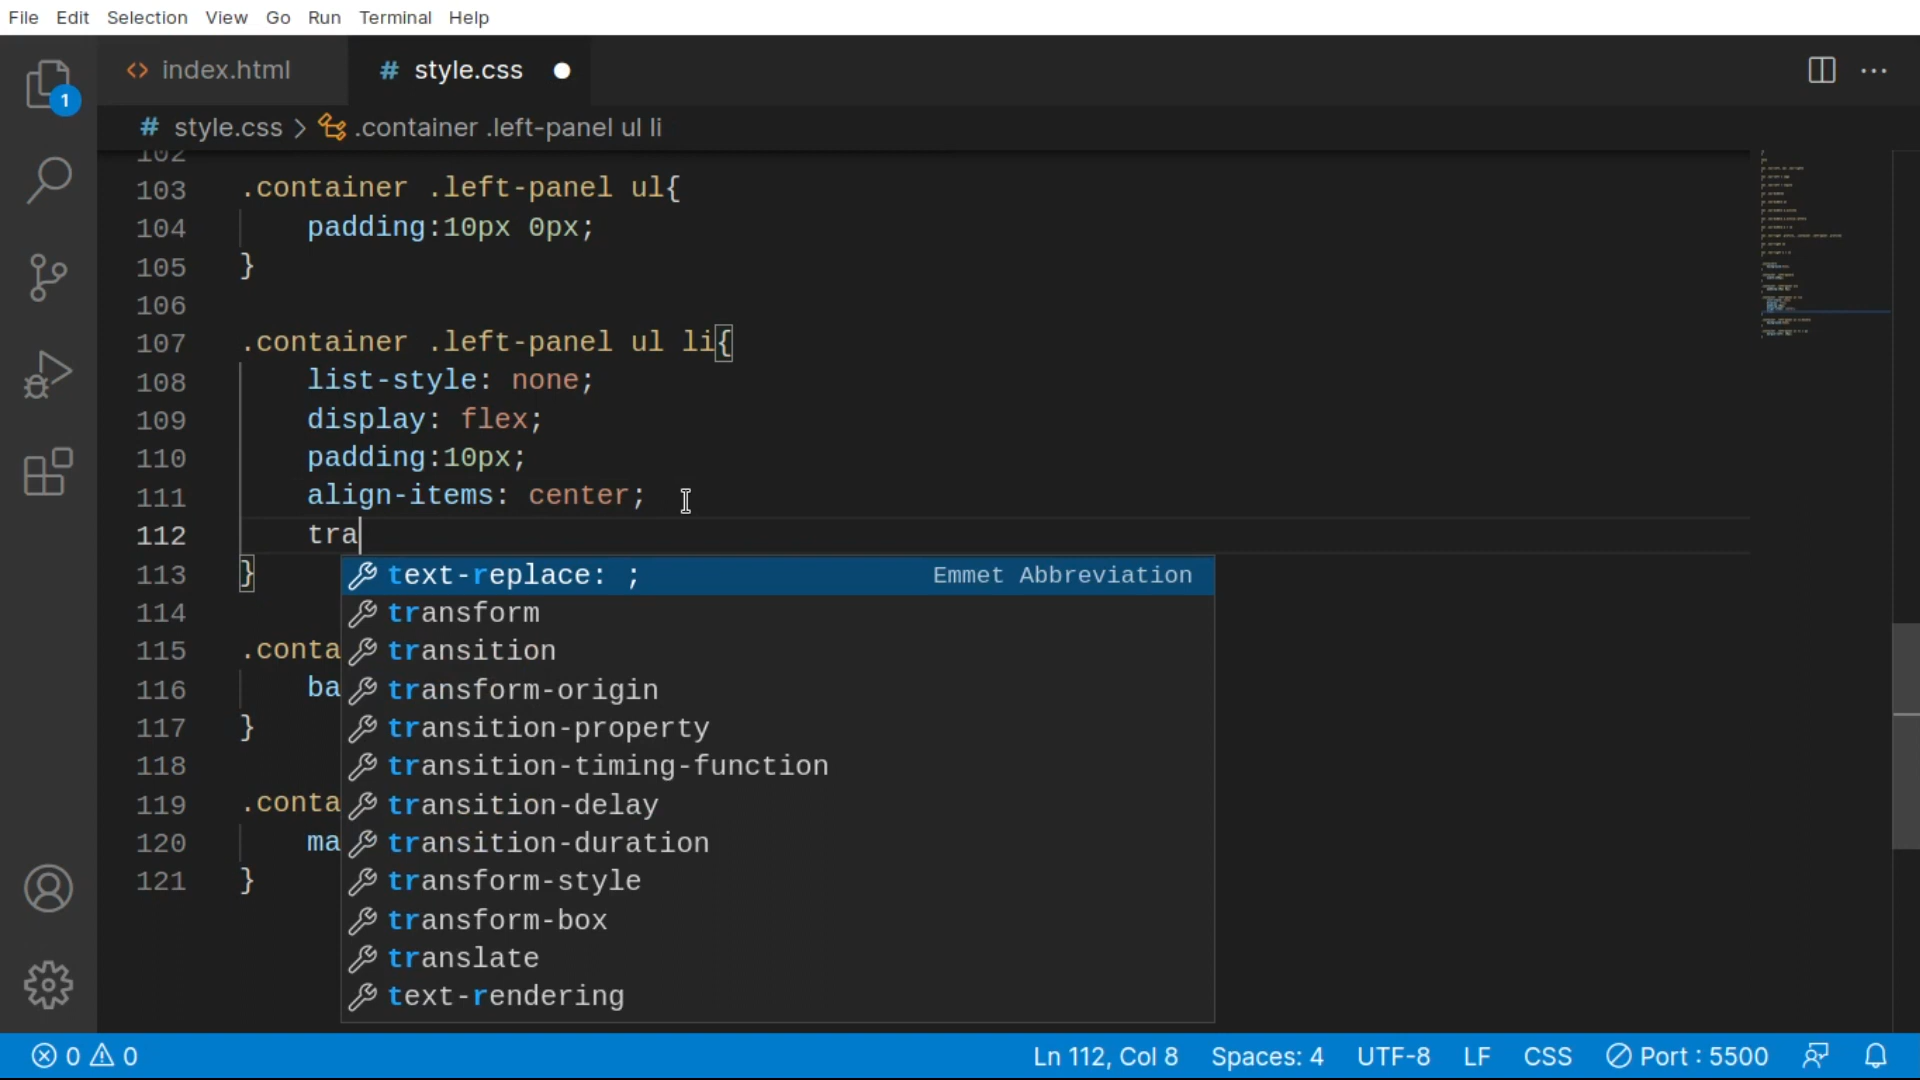 File Edit Selection View Go Run Terminal Help
<> index.html # style.css
1
# style.css > .container .left-panel ul li
102
103 .container .left-panel ul{
104 padding:10px 0px;
105 }
106
107 .container .left-panel ul li{
108 list-style: none;
109 display: flex;
110 padding:10px;
111 align-items: center;
112 tra
113 } text-replace: ; Emmet Abbreviation
114 transform
115 .conta transition
116 ba transform-origin
117 } transition-property
118 transition-timing-function
119 .conta transition-delay
120 ma transition-duration
121 } transform-style
transform-box
translate
text-rendering
0 0 Ln 112, Col 8 Spaces: 4 UTF-8 LF CSS Port : 5500